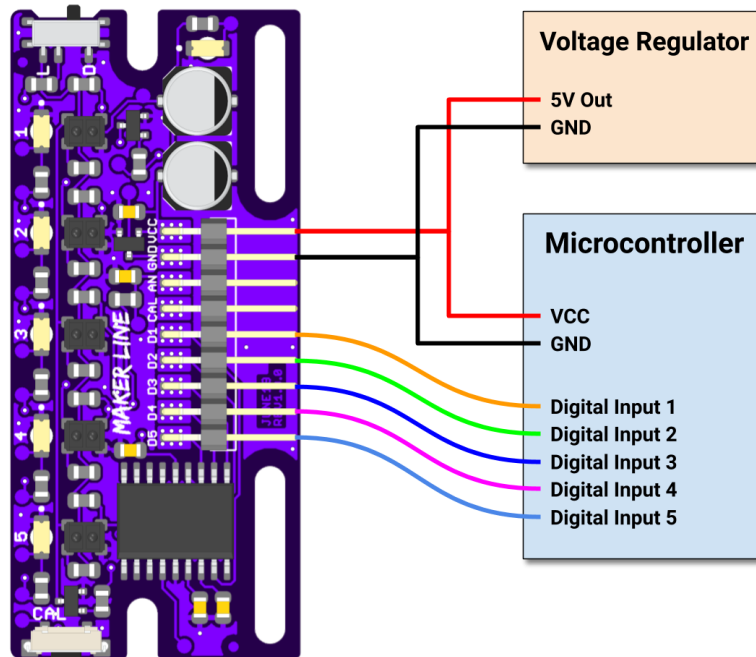 L D
1
2
3
4
5
CAL
MAKER LINE
VCC
GND
AN
CAL
D1
D2
D3
D4
D5
Voltage Regulator
5V Out
GND
Microcontroller
VCC
GND
Digital Input 1
Digital Input 2
Digital Input 3
Digital Input 4
Digital Input 5